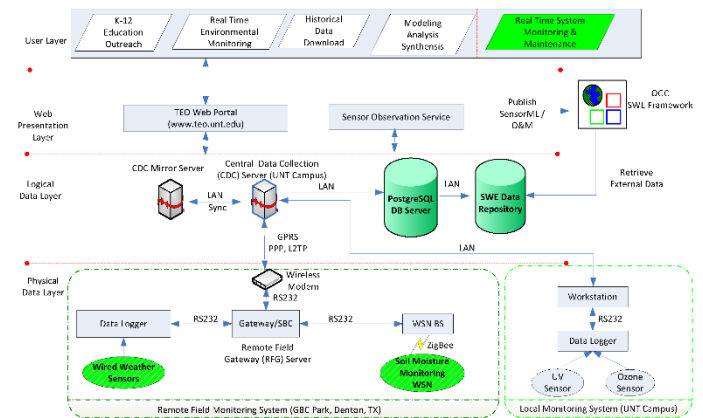 User Layer
K-12
Education
Outreach
Real Time
Environmental
Monitoring
Historical
Data
Download
Modeling
Analysis
Synthensis
Real Time System
Monitoring &
Maintenance
Web
Presentation
Layer
TEO Web Portal
(www.teo.unt.edu)
Sensor Observation Service
Publish
SensorML /
O&M
OCC
SWL Framework
Logical
Data Layer
CDC Mirror Server
Central Data Collection
(CDC) Server (UNT Campus)
LAN
Sync
LAN
PostgreSQL
DB Server
LAN
SWE Data
Repository
Retrieve
External Data
GPRS
PPP, L2TP
LAN
Physical
Data Layer
Wireless
Modem
RS232
Data Logger
RS232
Gateway/SBC
RS232
WSN BS
Remote Field
Gateway (RFG) Server
ZigBee
Wired Weather
Sensors
Soil Moisture
Monitoring
WSN
Workstation
RS232
Data Logger
UV
Sensor
Ozone
Sensor
Remote Field Monitoring System (GBC Park, Denton, TX)
Local Monitoring System (UNT Campus)